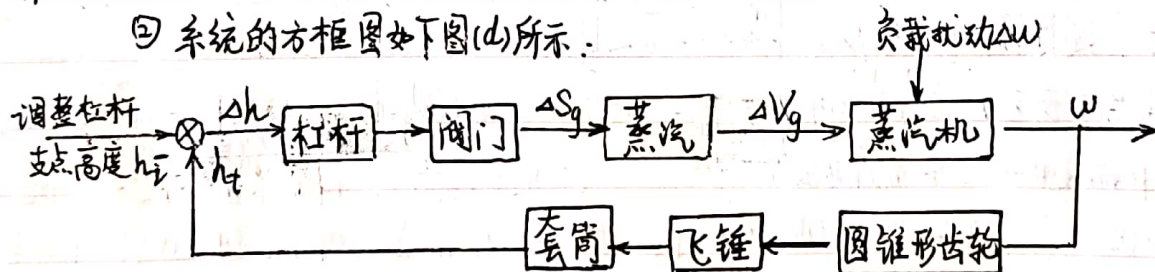 ② 系统的方框图如下图(d)所示:
负载扰动Δω
调整杠杆
支点高度hi
Δh
杠杆
阀门
ΔSg
蒸汽
ΔVg
蒸汽机
ω
ht
套筒
飞锤
圆锥形齿轮